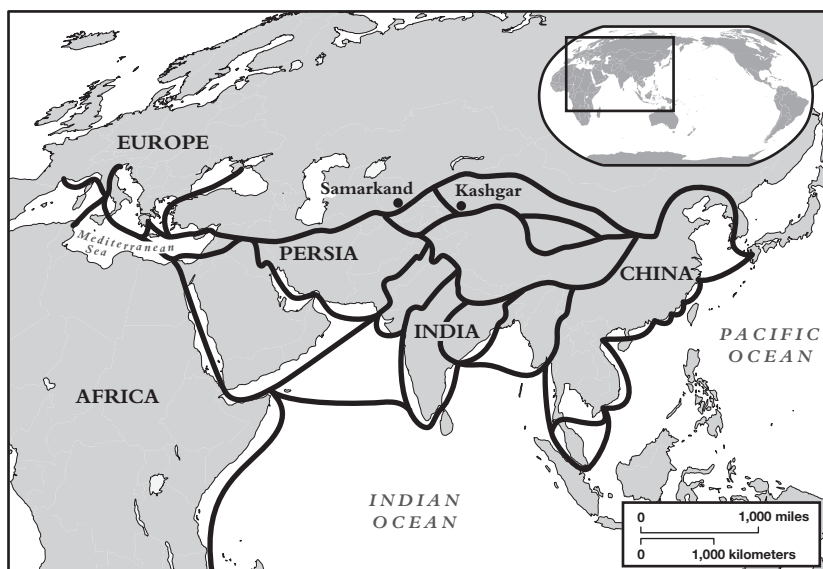 EUROPE
Samarkand
Kashgar
Mediterranean
Sea
PERSIA
CHINA
INDIA
PACIFIC
OCEAN
AFRICA
INDIAN
OCEAN
0 1,000 miles
0 1,000 kilometers